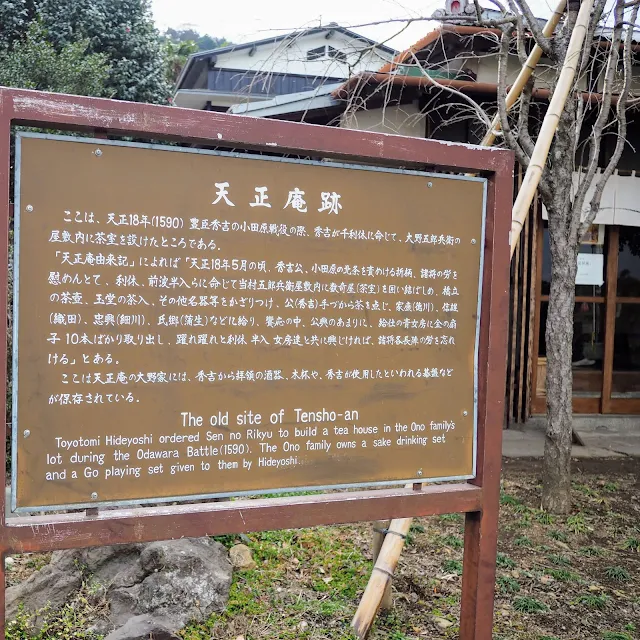 天正庵跡
ここは、天正18年(1590) 豊臣秀吉の小田原戦役の際、秀吉が千利休に命じて、大野五郎兵衛の
屋敷内に茶室を設けたところである。
「天正庵由来記」によれば「天正18年5月の頃、秀吉公、小田原の北条を責めける折柄、諸将の労を
慰めんとて、利休、前波半入らに命じて当村五郎兵衛屋敷内に数奇屋(茶室)を囲い結ばしめ、橋立
の茶壺、玉堂の茶入、その他名器等をかざりつけ、公(秀吉)手づから茶を点じ、家康(徳川)、信雄
(織田)、忠興(細川)、氏郷(蒲生)などに給り、饗応の中、公興のあまりに、給仕の青女房に金の扇
子 10本ばかり取り出し、躍れ躍れと利休 半入 女房達と共に興じければ、諸将各長陣の労を忘れ
ける」とある。
ここは天正庵の大野家には、秀吉から拝領の酒器、木杯や、秀吉が使用したといわれる碁盤など
が保存されている。
The old site of Tensho-an
Toyotomi Hideyoshi ordered Sen no Rikyu to build a tea house in the Ono family's
lot during the Odawara Battle(1590). The Ono family owns a sake drinking set
and a Go playing set given to them by Hideyoshi.